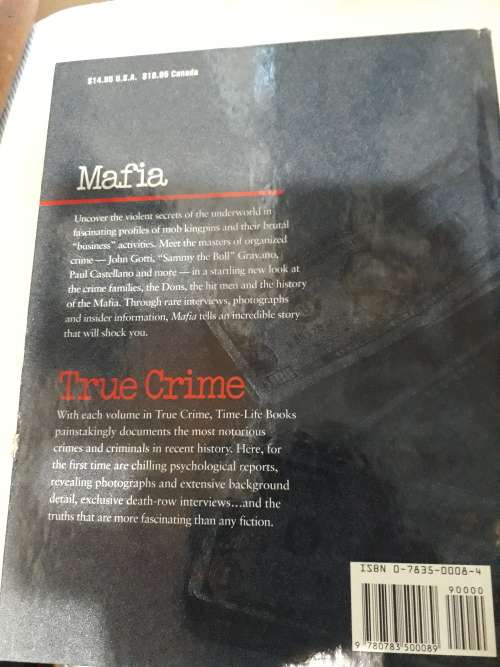 $14.95 U.S.A. $18.95 Canada
Mafia
Uncover the violent secrets of the underworld in
fascinating profiles of mob kingpins and their brutal
"business" activities. Meet the masters of organized
crime — John Gotti, "Sammy the Bull" Gravano,
Paul Castellano and more — in a startling new look at
the crime families, the Dons, the hit men and the history
of the Mafia. Through rare interviews, photographs
and insider information, Mafia tells an incredible story
that will shock you.
True Crime
With each volume in True Crime, Time-Life Books
painstakingly documents the most notorious
crimes and criminals in recent history. Here, for
the first time are chilling psychological reports,
revealing photographs and extensive background
detail, exclusive death-row interviews...and the
truths that are more fascinating than any fiction.
ISBN 0-7835-0008-4
90000
9 780783 500089